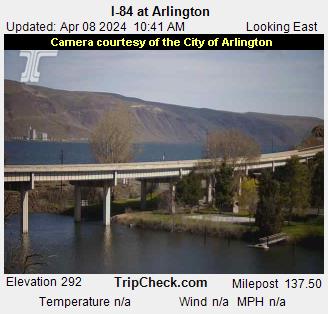 I-84 at Arlington
Updated: Apr 08 2024 10:41 AM Looking East
Camera courtesy of the City of Arlington
Elevation 292 TripCheck.com Milepost 137.50
Temperature n/a Wind n/a MPH n/a